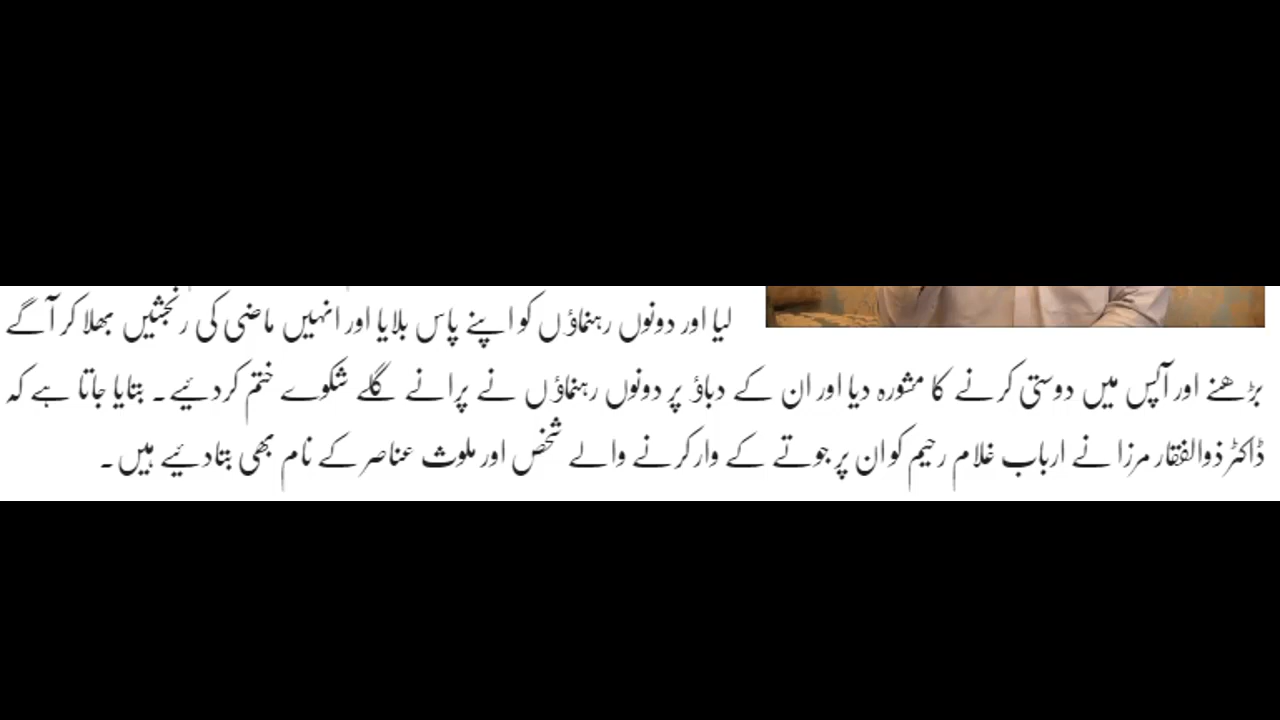 لیا اور دونوں رہنماؤں کو اپنے پاس بلایا اور انہیں ماضی کی رنجشیں بھلا کر آگے
بڑھنے اور آپس میں دوستی کرنے کا مشورہ دیا اور ان کے دباؤ پر دونوں رہنماؤں نے پرانے گلے شکوے ختم کردئیے۔ بتایا جاتا ہے کہ
ڈاکٹر ذوالفقار مرزا نے ارباب غلام رحیم کو ان پر جوتے کے وار کرنے والے شخص اور ملوث عناصر کے نام بھی بتادئیے ہیں۔